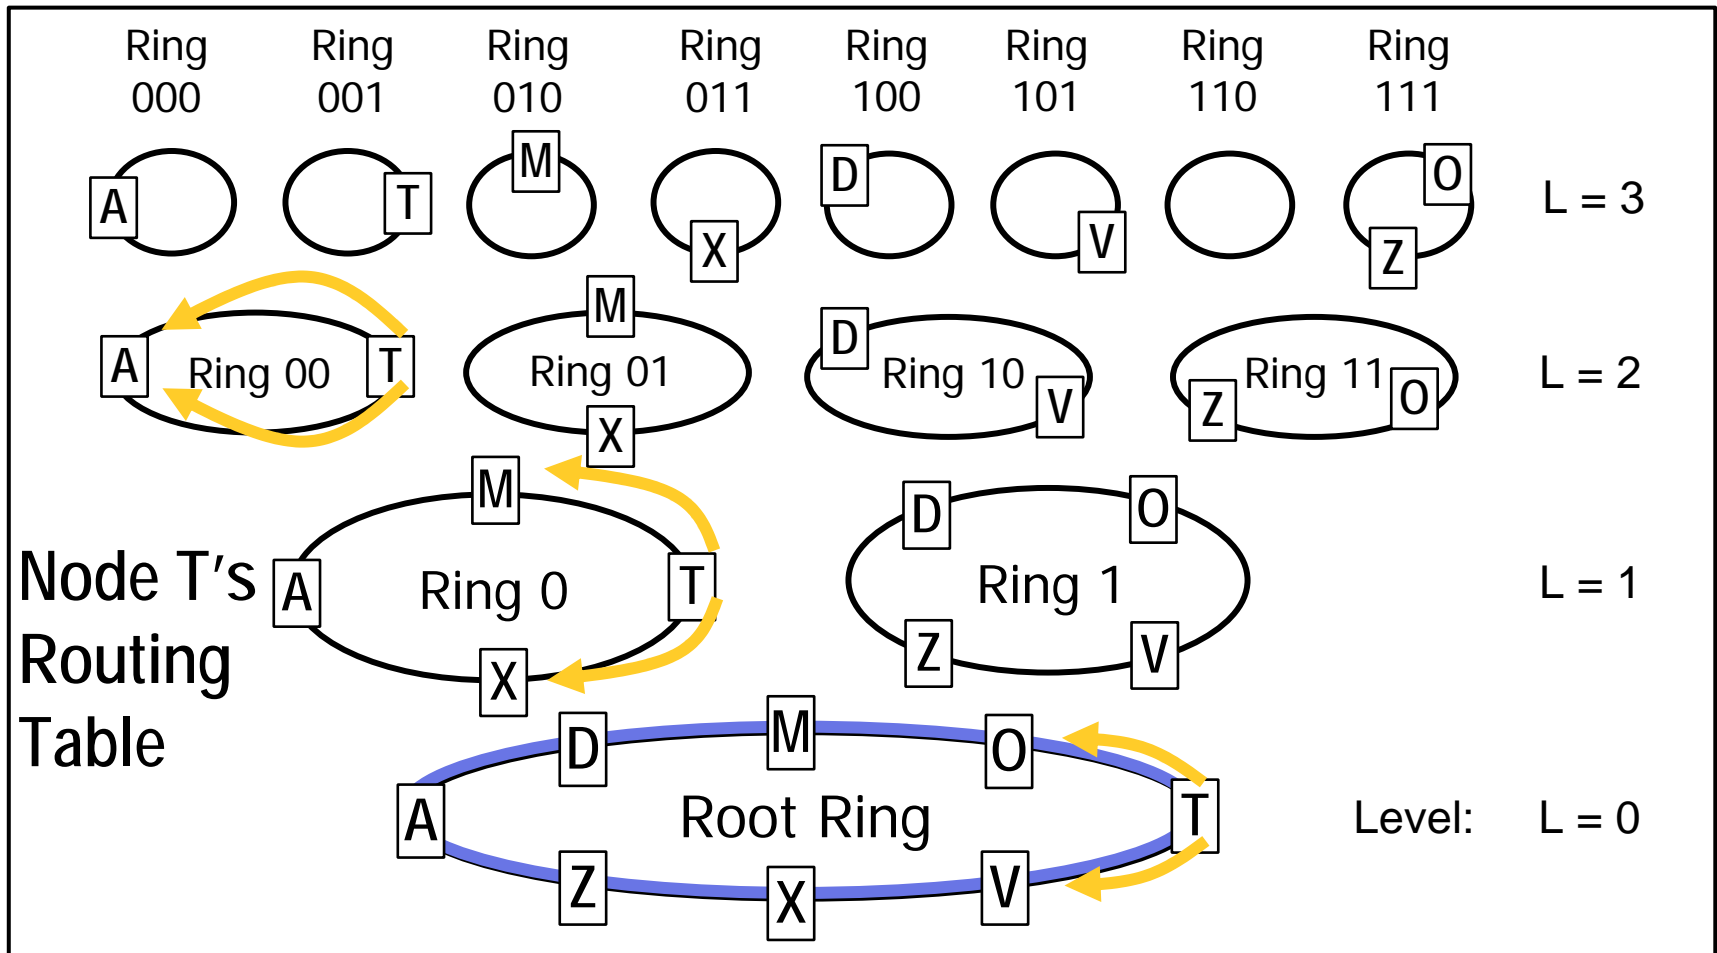 Ring Ring Ring Ring Ring Ring Ring Ring
000 001 010 011 100 101 110 111
A T M X D V O Z L = 3
A Ring 00 T M Ring 01 X D Ring 10 V Z Ring 11 O L = 2
M D O
Node T's A Ring 0 T Ring 1 L = 1
Routing X Z V
Table D M O
A Root Ring T Level: L = 0
Z X V